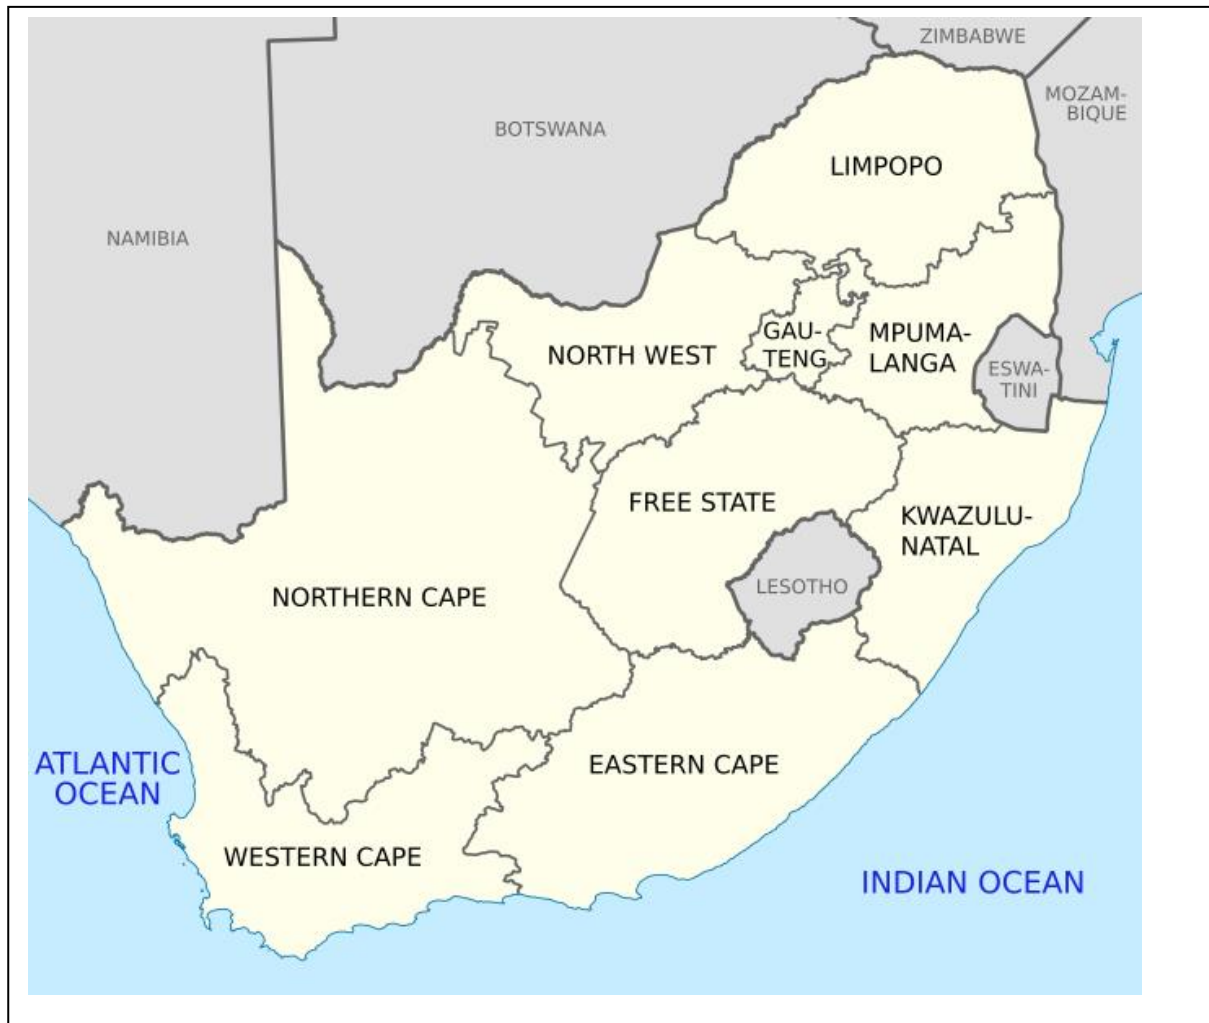 ZIMBABWE
MOZAM-
BIQUE
BOTSWANA
LIMPOPO
NAMIBIA
GAU-
TENG
MPUMA-
LANGA
NORTH WEST
ESWA-
TINI
FREE STATE
KWAZULU-
NATAL
LESOTHO
NORTHERN CAPE
ATLANTIC
OCEAN
EASTERN CAPE
WESTERN CAPE
INDIAN OCEAN